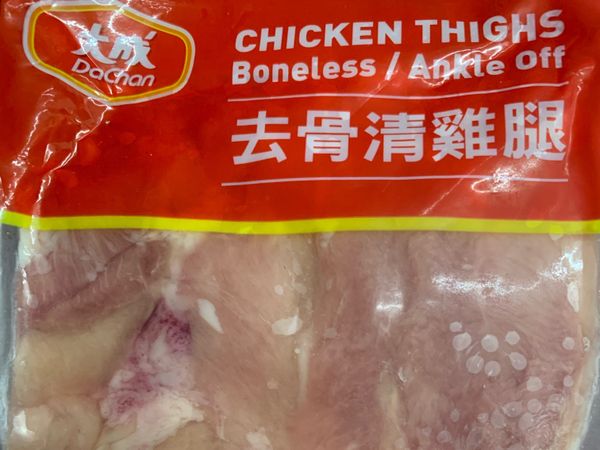 大成
DaChan
CHICKEN THIGHS
Boneless / Ankle Off
去骨清雞腿